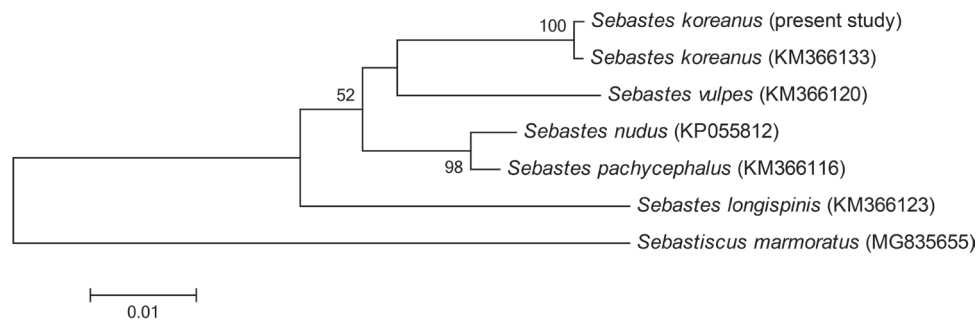 100
Sebastes koreanus (present study)
Sebastes koreanus (KM366133)
52
Sebastes vulpes (KM366120)
Sebastes nudus (KP055812)
98
Sebastes pachycephalus (KM366116)
Sebastes longispinis (KM366123)
Sebastiscus marmoratus (MG835655)
0.01